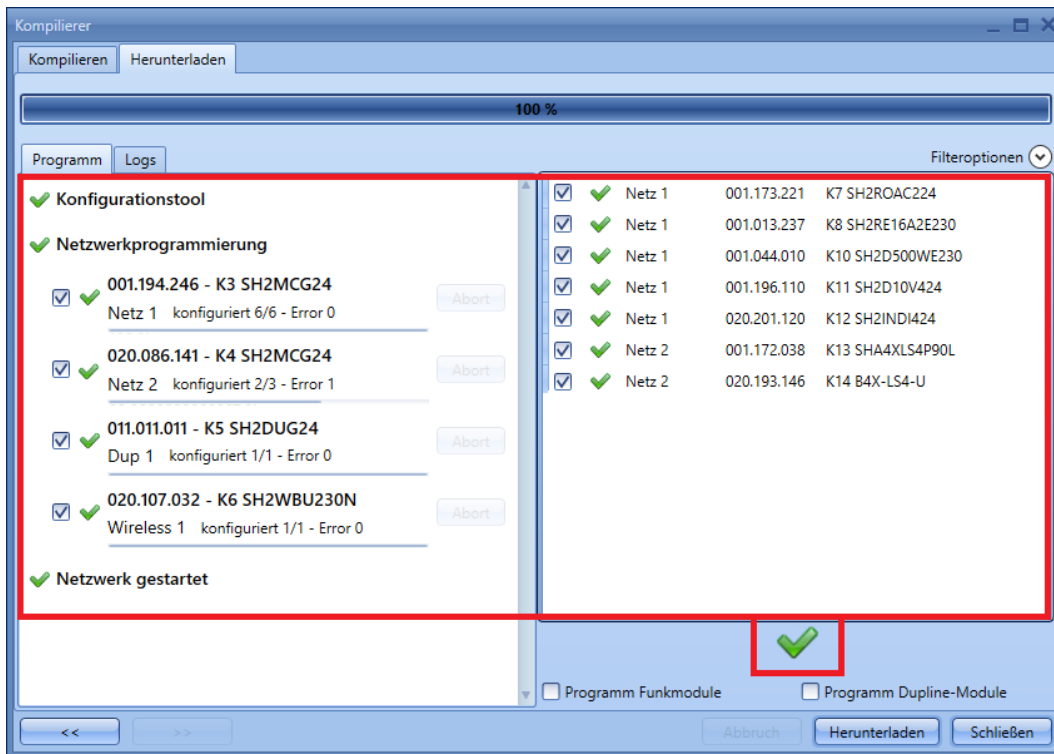 Kompilierer
Kompilieren Herunterladen
100 %
Programm Logs
Filteroptionen
Konfigurationstool
Netzwerkprogrammierung
001.194.246 - K3 SH2MCG24
Netz 1 konfiguriert 6/6 - Error 0
Abort
020.086.141 - K4 SH2MCG24
Netz 2 konfiguriert 2/3 - Error 1
Abort
011.011.011 - K5 SH2DUG24
Dup 1 konfiguriert 1/1 - Error 0
Abort
020.107.032 - K6 SH2WBU230N
Wireless 1 konfiguriert 1/1 - Error 0
Abort
Netzwerk gestartet
Netz 1 001.173.221 K7 SH2ROAC224
Netz 1 001.013.237 K8 SH2RE16A2E230
Netz 1 001.044.010 K10 SH2D500WE230
Netz 1 001.196.110 K11 SH2D10V424
Netz 1 020.201.120 K12 SH2INDI424
Netz 2 001.172.038 K13 SHA4XLS4P90L
Netz 2 020.193.146 K14 B4X-LS4-U
Programm Funkmodule Programm Dupline-Module
<< >> Abbruch Herunterladen Schließen